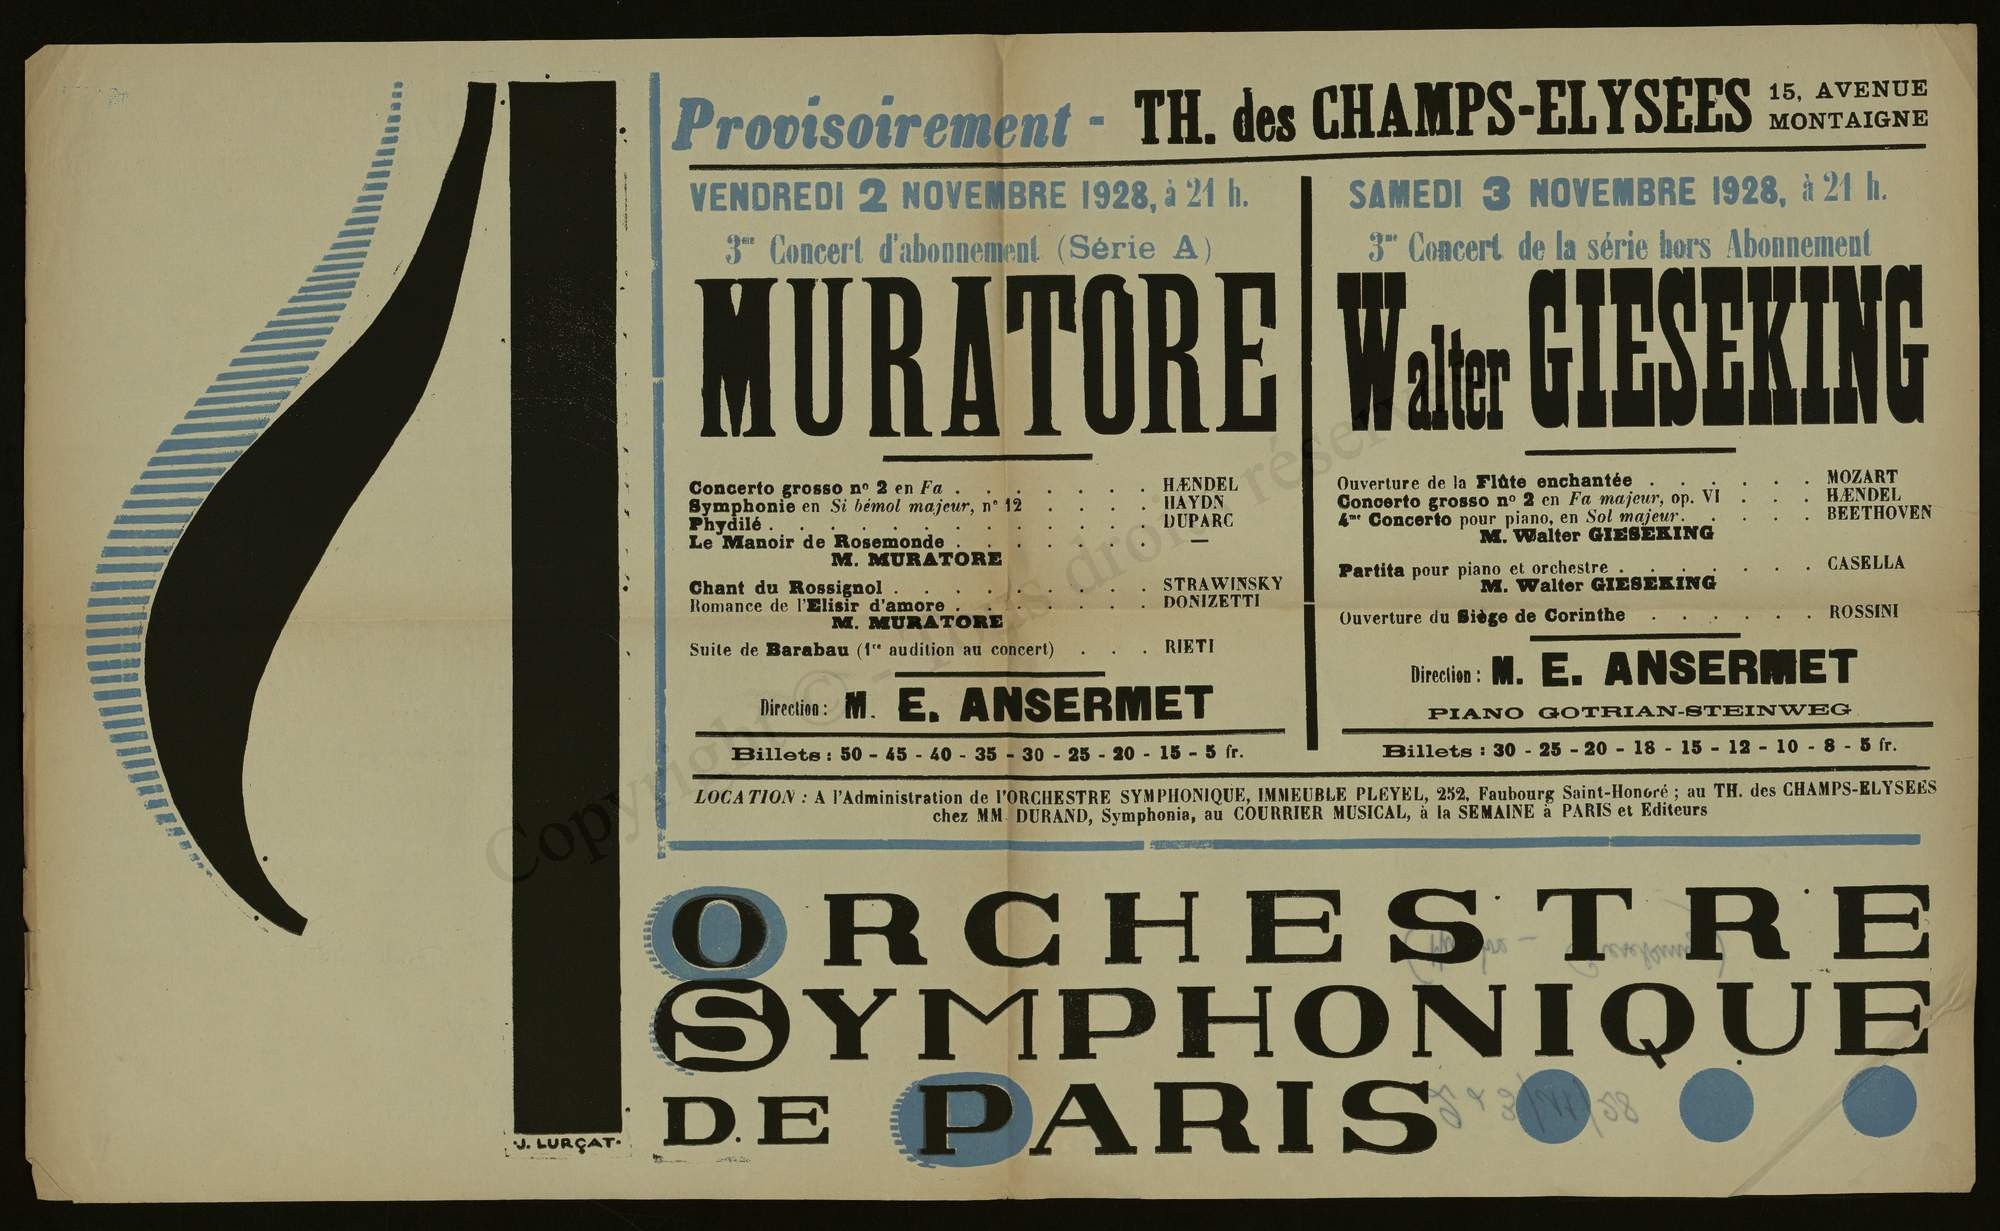 Provisoirement - TH. des CHAMPS-ELYSÉES 15, AVENUE
MONTAIGNE
VENDREDI 2 NOVEMBRE 1928, à 21 h.
3me Concert d'abonnement (Série A)
MURATORE
Concerto grosso no 2 en Fa . . . . . . . HÆNDEL
Symphonie en Si bémol majeur, no 12 . . . . HAYDN
Phydilé . . . . . . . . . . . . . DUPARC
Le Manoir de Rosemonde . . . . . . . —
M. MURATORE
Chant du Rossignol . . . . . . . . . STRAWINSKY
Romance de l'Elisir d'amore . . . . . . . DONIZETTI
M. MURATORE
Suite de Barabau (1re audition au concert) . . . RIETI
Direction : M. E. ANSERMET
Billets : 50 - 45 - 40 - 35 - 30 - 25 - 20 - 15 - 5 fr.
SAMEDI 3 NOVEMBRE 1928, à 21 h.
3me Concert de la série hors Abonnement
Walter GIESEKING
Ouverture de la Flûte enchantée . . . . . . MOZART
Concerto grosso no 2 en Fa majeur, op. VI . . . HÆNDEL
4me Concerto pour piano, en Sol majeur. . . . . BEETHOVEN
M. Walter GIESEKING
Partita pour piano et orchestre . . . . . . . CASELLA
M. Walter GIESEKING
Ouverture du Siège de Corinthe . . . . . . ROSSINI
Direction : M. E. ANSERMET
PIANO GOTRIAN-STEINWEG
Billets : 30 - 25 - 20 - 18 - 15 - 12 - 10 - 8 - 5 fr.
LOCATION : A l'Administration de l'ORCHESTRE SYMPHONIQUE, IMMEUBLE PLEYEL, 252, Faubourg Saint-Honoré ; au TH. des CHAMPS-ELYSEES
chez MM. DURAND, Symphonia, au COURRIER MUSICAL, à la SEMAINE à PARIS et Editeurs
ORCHESTRE
SYMPHONIQUE
DE PARIS
J. LURÇAT
Copyright © - Tous droits réservés